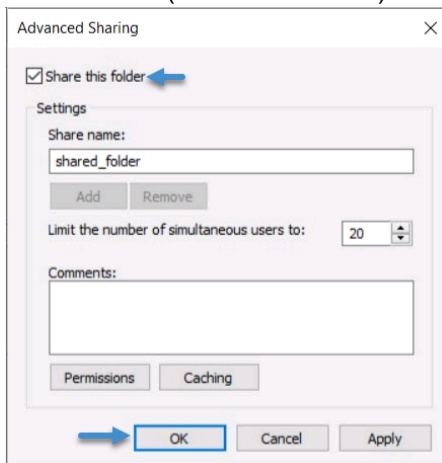 Advanced Sharing
Share this folder
Settings
Share name:
shared_folder
Add Remove
Limit the number of simultaneous users to: 20
Comments:
Permissions Caching
OK Cancel Apply